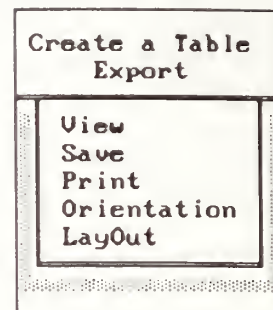 Create a Table
Export
View
Save
Print
Orientation
LayOut